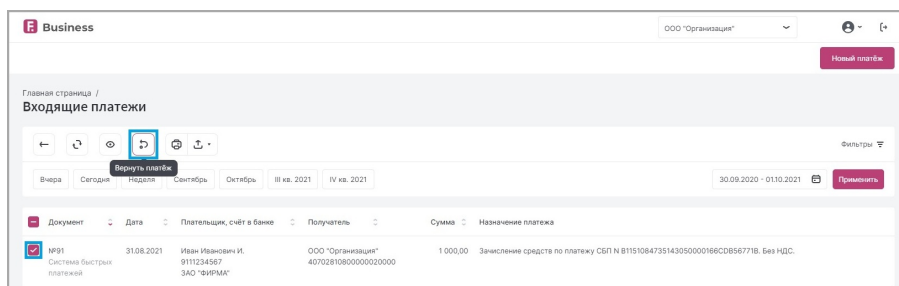 F. Business
ООО "Организация"
Новый платёж
Главная страница /
Входящие платежи
Фильтры
Вернуть платёж
Вчера Сегодня Неделя Сентябрь Октябрь III кв. 2021 IV кв. 2021 30.09.2020 - 01.10.2021 Применить
Документ Дата Плательщик, счёт в банке Получатель Сумма Назначение платежа
№91 31.08.2021 Иван Иванович И. ООО "Организация" 1 000,00 Зачисление средств по платежу СБП N B11510847351430500000166CDB56771B. Без НДС.
Система быстрых 9111234567 40702810800000020000
платежей ЗАО "ФИРМА"